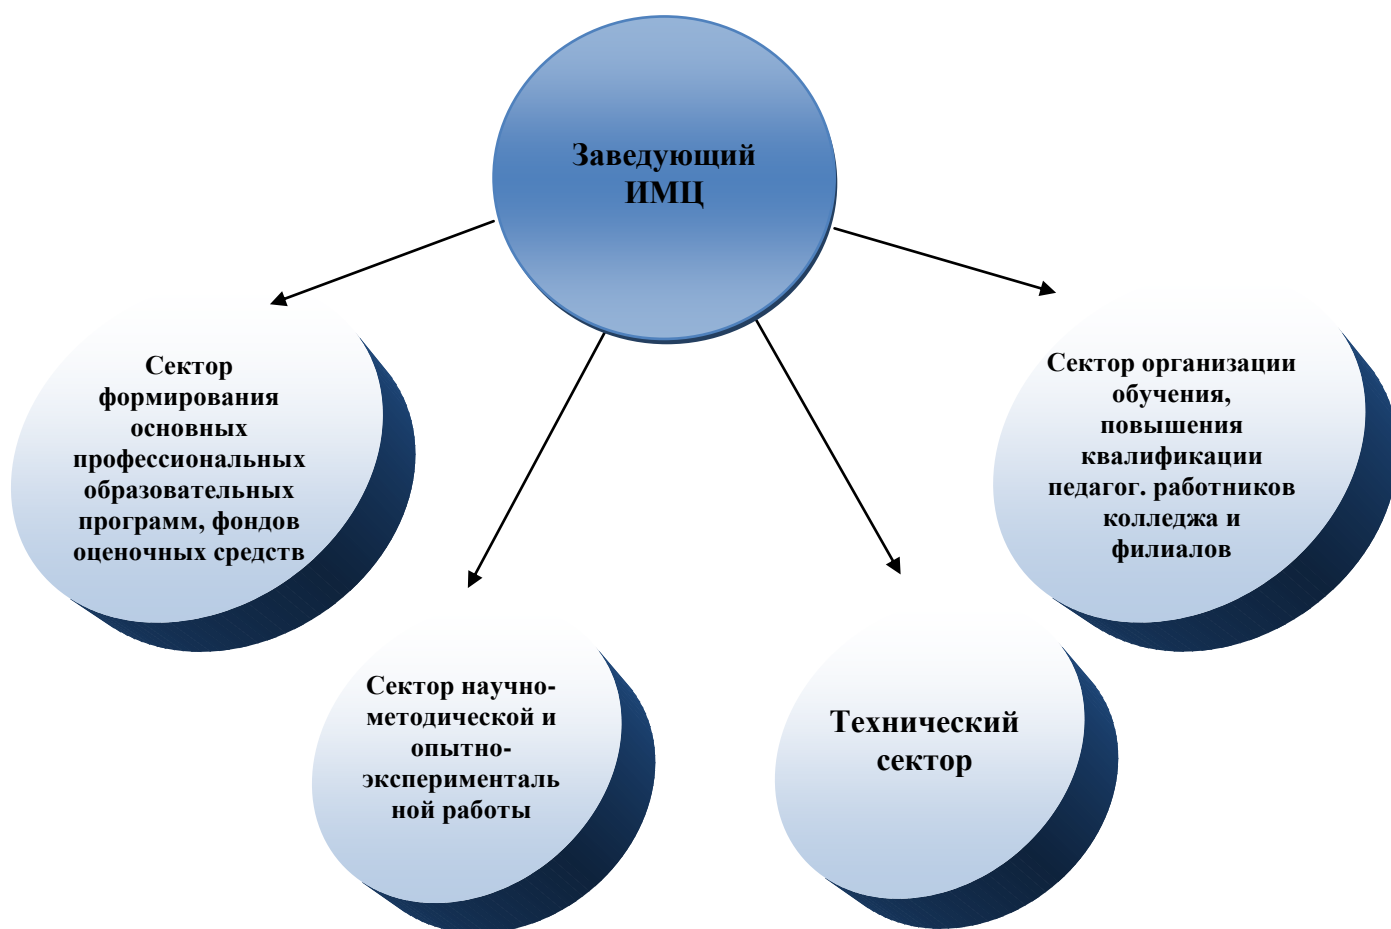 Заведующий
ИМЦ
Сектор
формирования
основных
профессиональных
образовательных
программ, фондов
оценочных средств
Сектор научно-
методической и
опытно-
эксперименталь
ной работы
Технический
сектор
Сектор организации
обучения,
повышения
квалификации
педагог. работников
колледжа и
филиалов